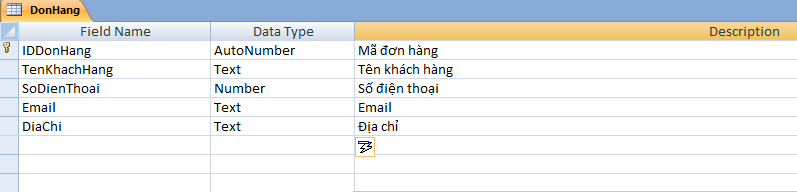 DonHang
Field Name Data Type Description
IDDonHang AutoNumber Mã đơn hàng
TenKhachHang Text Tên khách hàng
SoDienThoai Number Số điện thoại
Email Text Email
DiaChi Text Địa chỉ